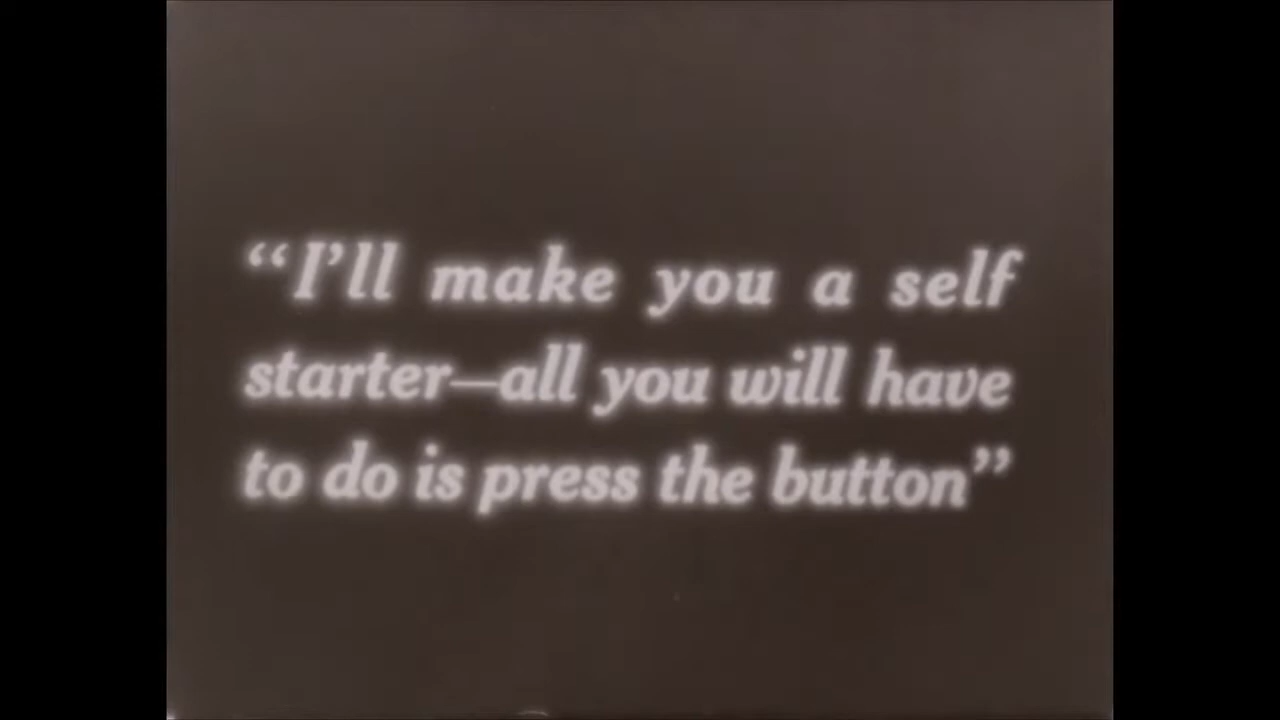 “I’ll make you a self
starter—all you will have
to do is press the button”